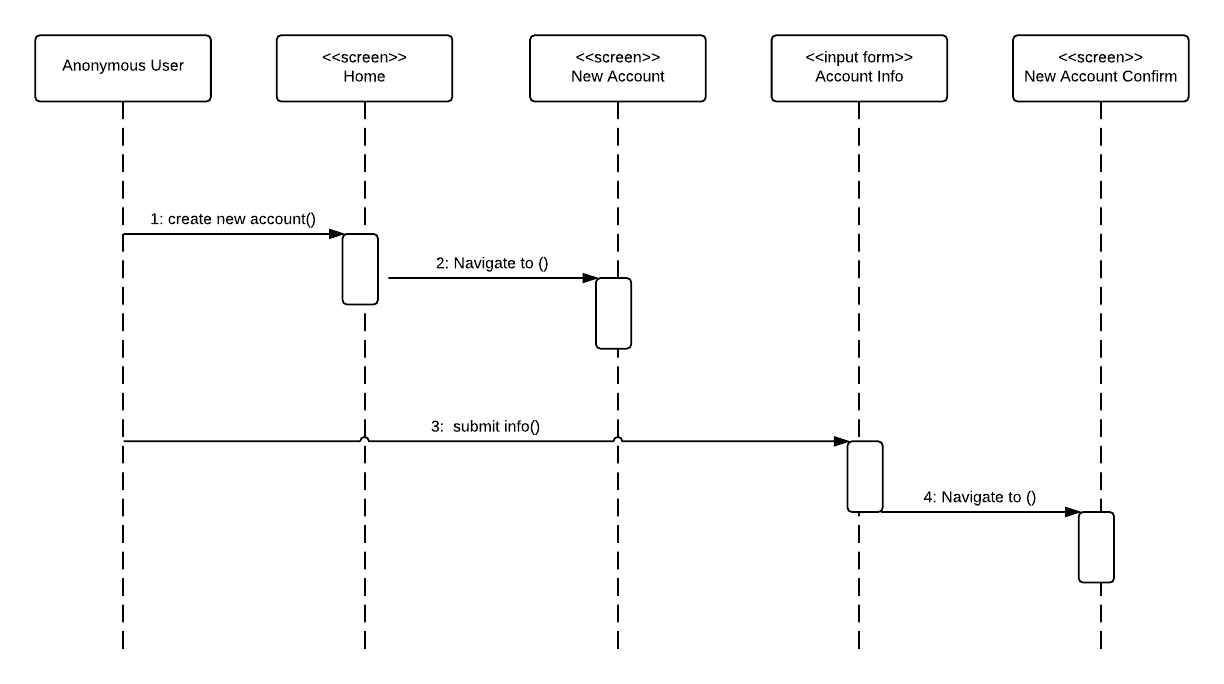 Anonymous User
<<screen>>
Home
<<screen>>
New Account
<<input form>>
Account Info
<<screen>>
New Account Confirm
1: create new account()
2: Navigate to ()
3:  submit info()
4: Navigate to ()